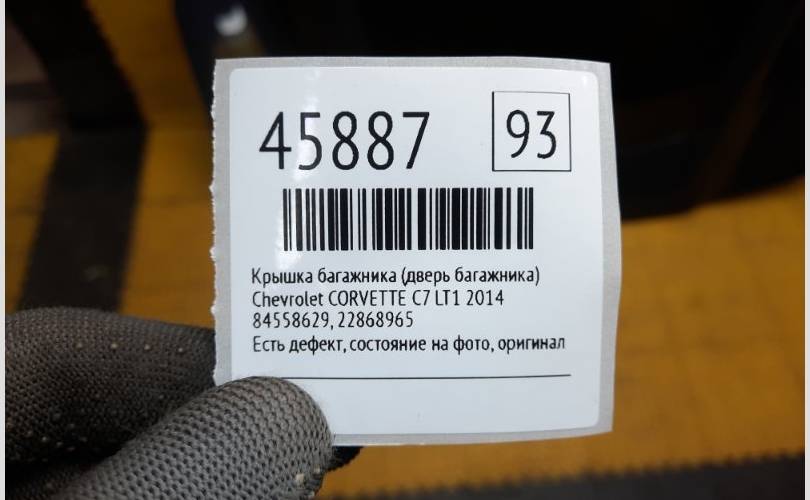 45887
93
Крышка багажника (дверь багажника)
Chevrolet CORVETTE C7 LT1 2014
84558629, 22868965
Есть дефект, состояние на фото, оригинал